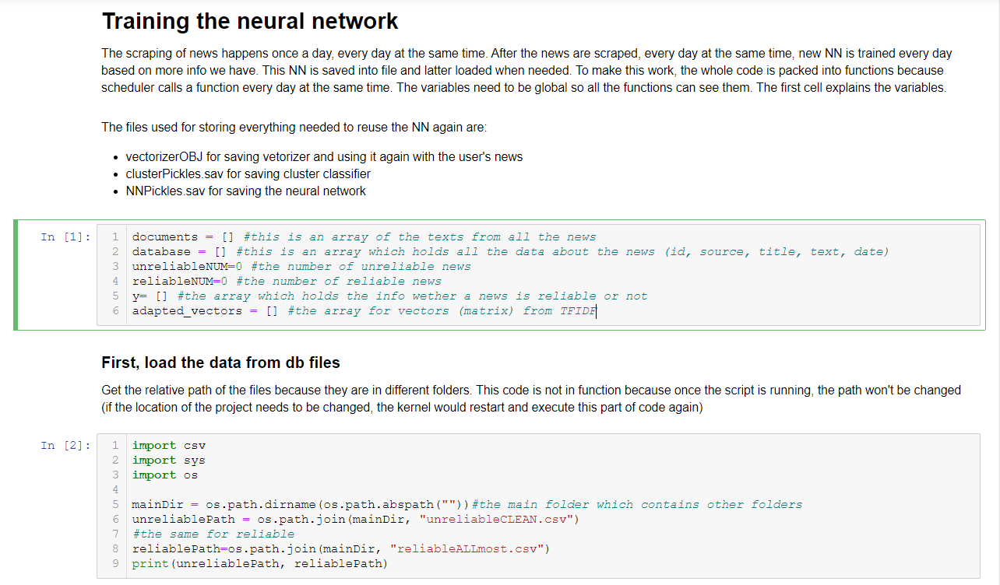 Training the neural network
The scraping of news happens once a day, every day at the same time. After the news are scraped, every day at the same time, new NN is trained every day
based on more info we have. This NN is saved into file and latter loaded when needed. To make this work, the whole code is packed into functions because
scheduler calls a function every day at the same time. The variables need to be global so all the functions can see them. The first cell explains the variables.
The files used for storing everything needed to reuse the NN again are:
• vectorizerOBJ for saving vetorizer and using it again with the user's news
• clusterPickles.sav for saving cluster classifier
• NNPickles.sav for saving the neural network
In [1]: 1 documents = [] #this is an array of the texts from all the news
2 database = [] #this is an array which holds all the data about the news (id, source, title, text, date)
3 unreliableNUM=0 #the number of unreliable news
4 reliableNUM=0 #the number of reliable news
5 y= [] #the array which holds the info wether a news is reliable or not
6 adapted_vectors = [] #the array for vectors (matrix) from TFIDF
First, load the data from db files
Get the relative path of the files because they are in different folders. This code is not in function because once the script is running, the path won't be changed
(if the location of the project needs to be changed, the kernel would restart and execute this part of code again)
In [2]: 1 import csv
2 import sys
3 import os
4
5 mainDir = os.path.dirname(os.path.abspath(""))#the main folder which contains other folders
6 unreliablePath = os.path.join(mainDir, "unreliableCLEAN.csv")
7 #the same for reliable
8 reliablePath=os.path.join(mainDir, "reliableALLmost.csv")
9 print(unreliablePath, reliablePath)